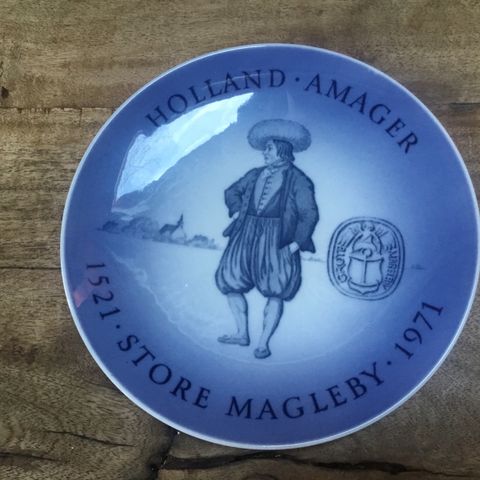 HOLLAND · AMAGER
1521 · STORE MAGLEBY · 1971